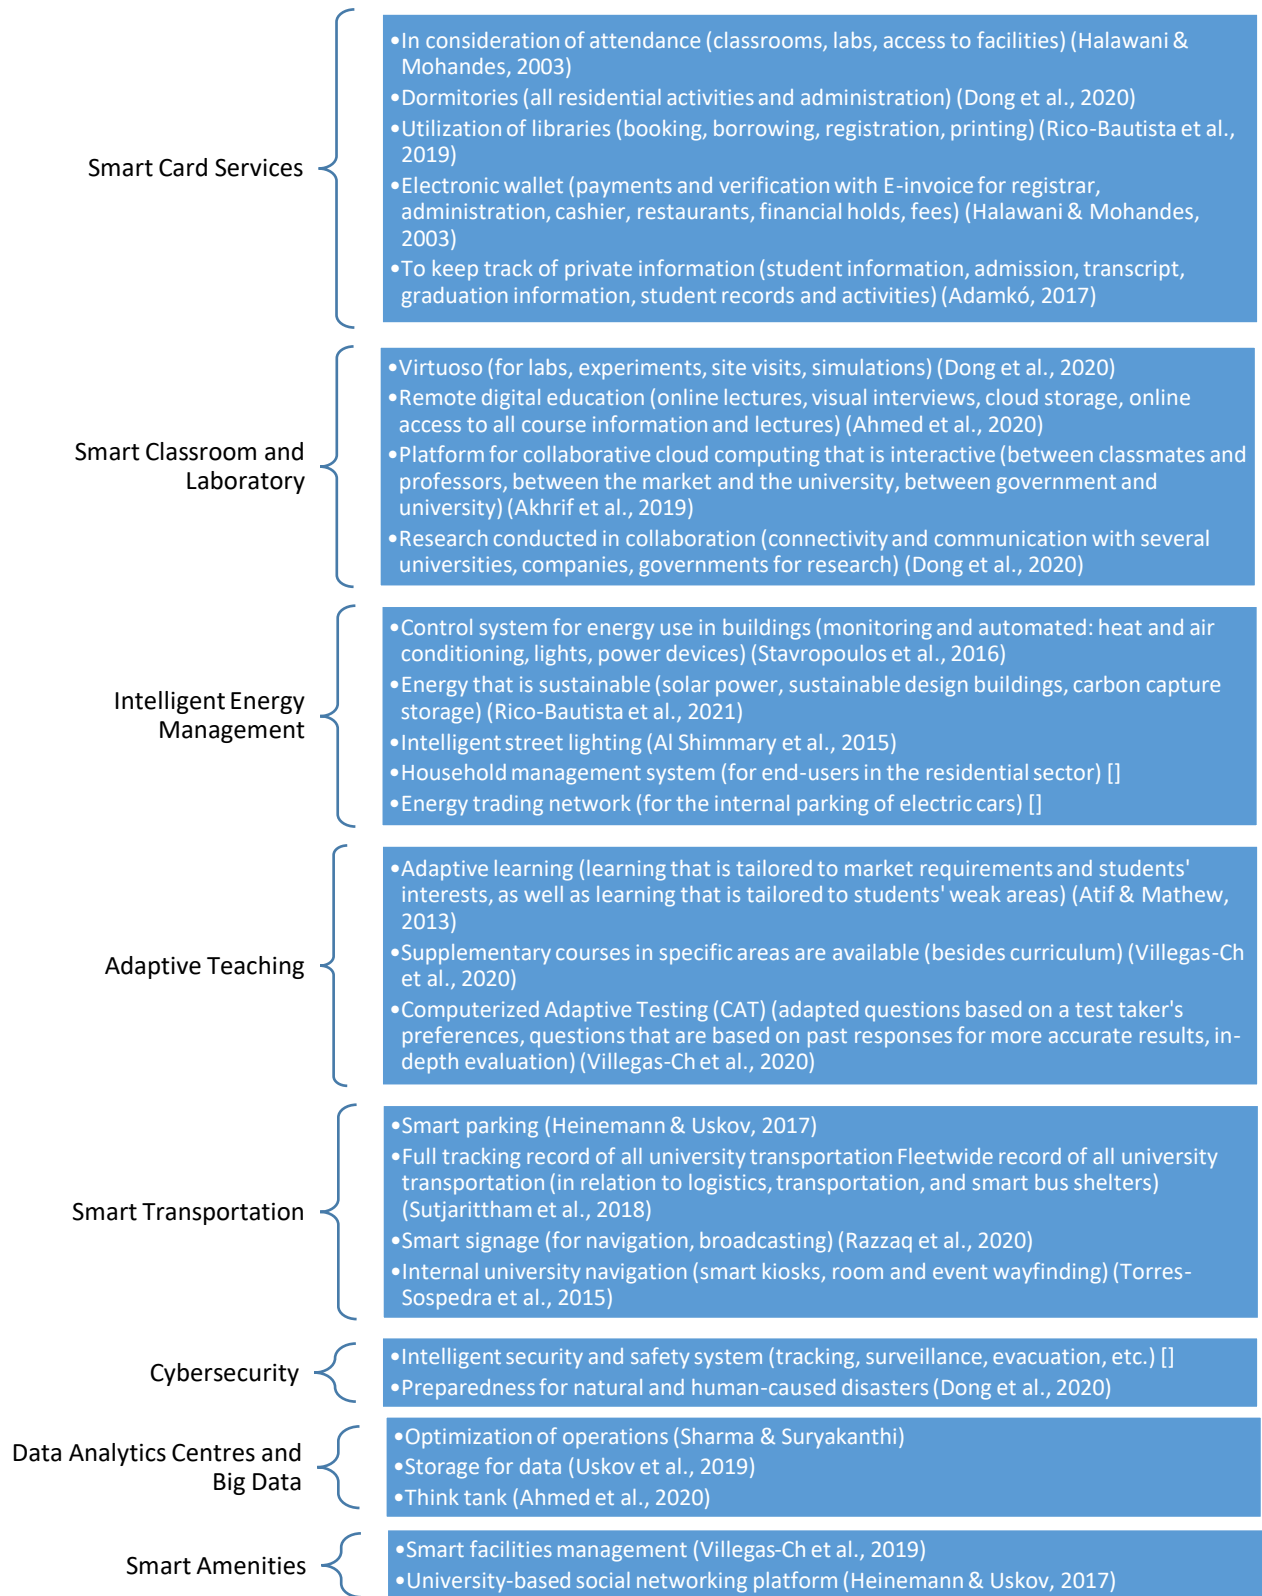 Smart Card Services
•In consideration of attendance (classrooms, labs, access to facilities) (Halawani &
Mohandes, 2003)
•Dormitories (all residential activities and administration) (Dong et al., 2020)
•Utilization of libraries (booking, borrowing, registration, printing) (Rico-Bautista et al.,
2019)
•Electronic wallet (payments and verification with E-invoice for registrar,
administration, cashier, restaurants, financial holds, fees) (Halawani & Mohandes,
2003)
•To keep track of private information (student information, admission, transcript,
graduation information, student records and activities) (Adamkó, 2017)
Smart Classroom and
Laboratory
•Virtuoso (for labs, experiments, site visits, simulations) (Dong et al., 2020)
•Remote digital education (online lectures, visual interviews, cloud storage, online
access to all course information and lectures) (Ahmed et al., 2020)
•Platform for collaborative cloud computing that is interactive (between classmates and
professors, between the market and the university, between government and
university) (Akhrif et al., 2019)
•Research conducted in collaboration (connectivity and communication with several
universities, companies, governments for research) (Dong et al., 2020)
Intelligent Energy
Management
•Control system for energy use in buildings (monitoring and automated: heat and air
conditioning, lights, power devices) (Stavropoulos et al., 2016)
•Energy that is sustainable (solar power, sustainable design buildings, carbon capture
storage) (Rico-Bautista et al., 2021)
•Intelligent street lighting (Al Shimmary et al., 2015)
•Household management system (for end-users in the residential sector) []
•Energy trading network (for the internal parking of electric cars) []
Adaptive Teaching
•Adaptive learning (learning that is tailored to market requirements and students'
interests, as well as learning that is tailored to students' weak areas) (Atif & Mathew,
2013)
•Supplementary courses in specific areas are available (besides curriculum) (Villegas-Ch
et al., 2020)
•Computerized Adaptive Testing (CAT) (adapted questions based on a test taker's
preferences, questions that are based on past responses for more accurate results, in-
depth evaluation) (Villegas-Ch et al., 2020)
Smart Transportation
•Smart parking (Heinemann & Uskov, 2017)
•Full tracking record of all university transportation Fleetwide record of all university
transportation (in relation to logistics, transportation, and smart bus shelters)
(Sutjarittham et al., 2018)
•Smart signage (for navigation, broadcasting) (Razzaq et al., 2020)
•Internal university navigation (smart kiosks, room and event wayfinding) (Torres-
Sospedra et al., 2015)
Cybersecurity
•Intelligent security and safety system (tracking, surveillance, evacuation, etc.) []
•Preparedness for natural and human-caused disasters (Dong et al., 2020)
Data Analytics Centres and
Big Data
•Optimization of operations (Sharma & Suryakanthi)
•Storage for data (Uskov et al., 2019)
•Think tank (Ahmed et al., 2020)
Smart Amenities
•Smart facilities management (Villegas-Ch et al., 2019)
•University-based social networking platform (Heinemann & Uskov, 2017)